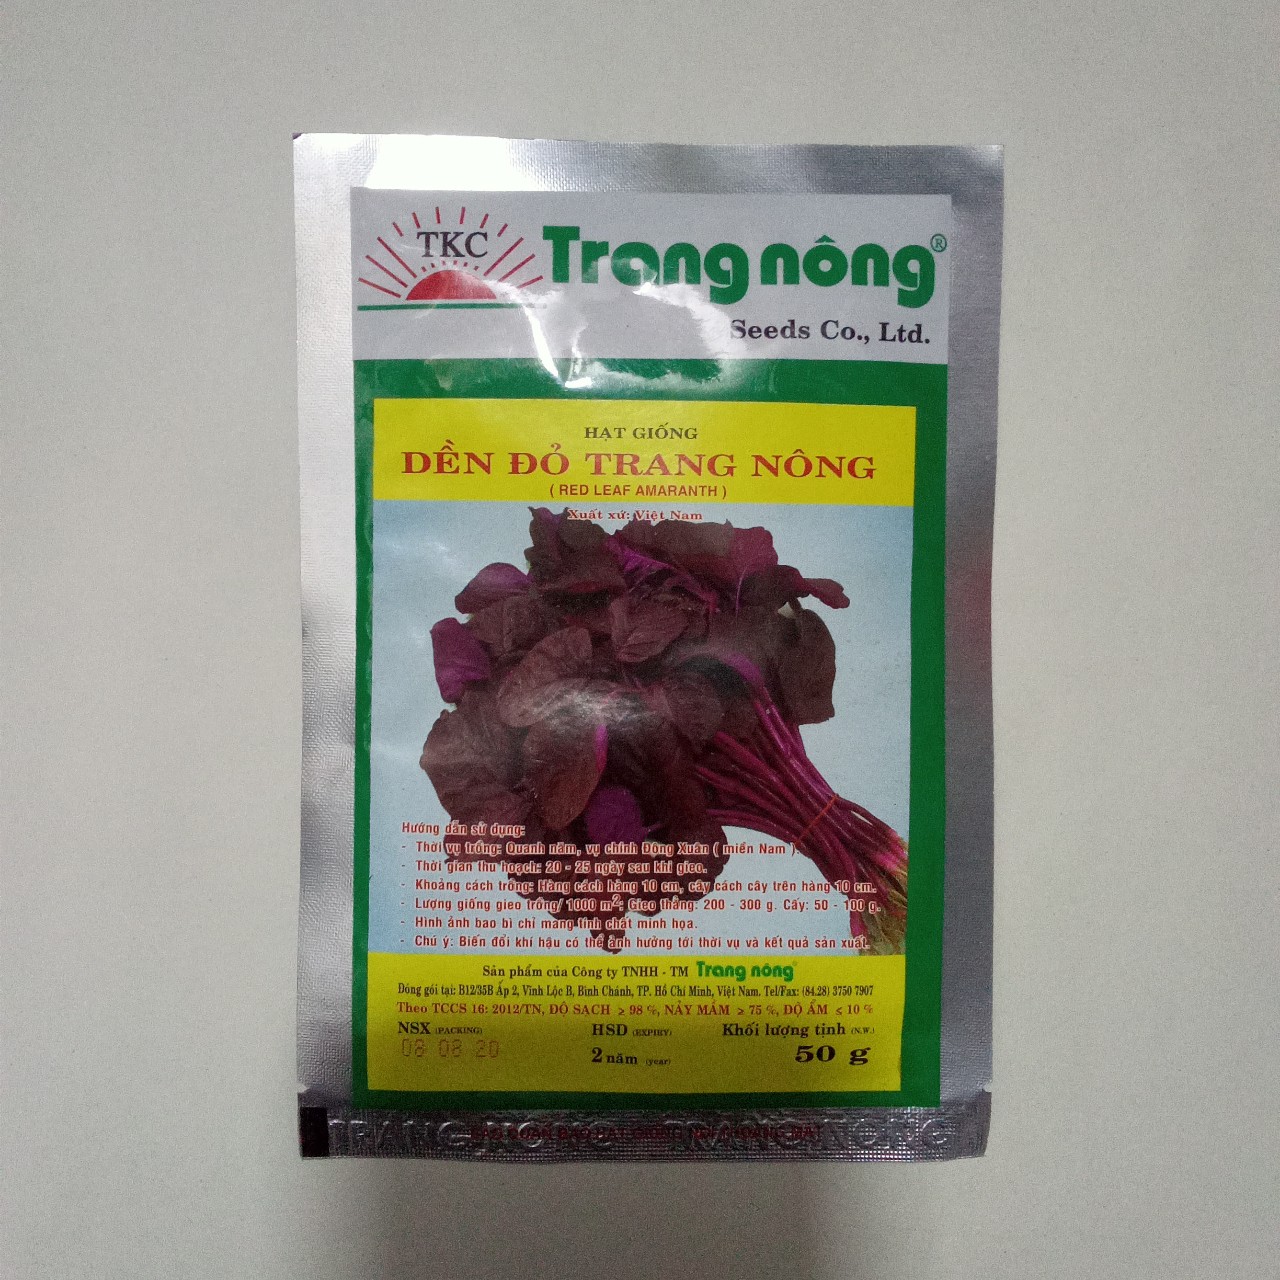 TKC
Trang nông®
Seeds Co., Ltd.
HẠT GIỐNG
DỀN ĐỎ TRANG NÔNG
( RED LEAF AMARANTH )
Xuất xứ: Việt Nam
Hướng dẫn sử dụng:
- Thời vụ trồng: Quanh năm, vụ chính Động Xuân ( miền Nam ).
- Thời gian thu hoạch: 20 - 25 ngày sau khi gieo.
- Khoảng cách trồng: Hàng cách hàng 10 cm, cây cách cây trên hàng 10 cm.
- Lượng giống gieo trồng/ 1000 m²: Gieo thẳng: 200 - 300 g. Cấy: 50 - 100 g.
- Hình ảnh bao bì chỉ mang tính chất minh họa.
- Chú ý: Biến đổi khí hậu có thể ảnh hưởng tới thời vụ và kết quả sản xuất.
Sản phẩm của Công ty TNHH - TM Trang nông®
Đóng gói tại: B12/35B Ấp 2, Vĩnh Lộc B, Bình Chánh, TP. Hồ Chí Minh, Việt Nam. Tel/Fax: (84.28) 3750 7907
Theo TCCS 16: 2012/TN, ĐỘ SẠCH ≥ 98 %, NẢY MẦM ≥ 75 %, ĐỘ ẨM ≤ 10 %
NSX (PACKING) HSD (EXPIRY) Khối lượng tịnh (N.W.)
08 08 20 2 năm (year) 50 g
TRANG NÔNG TRANG NÔNG